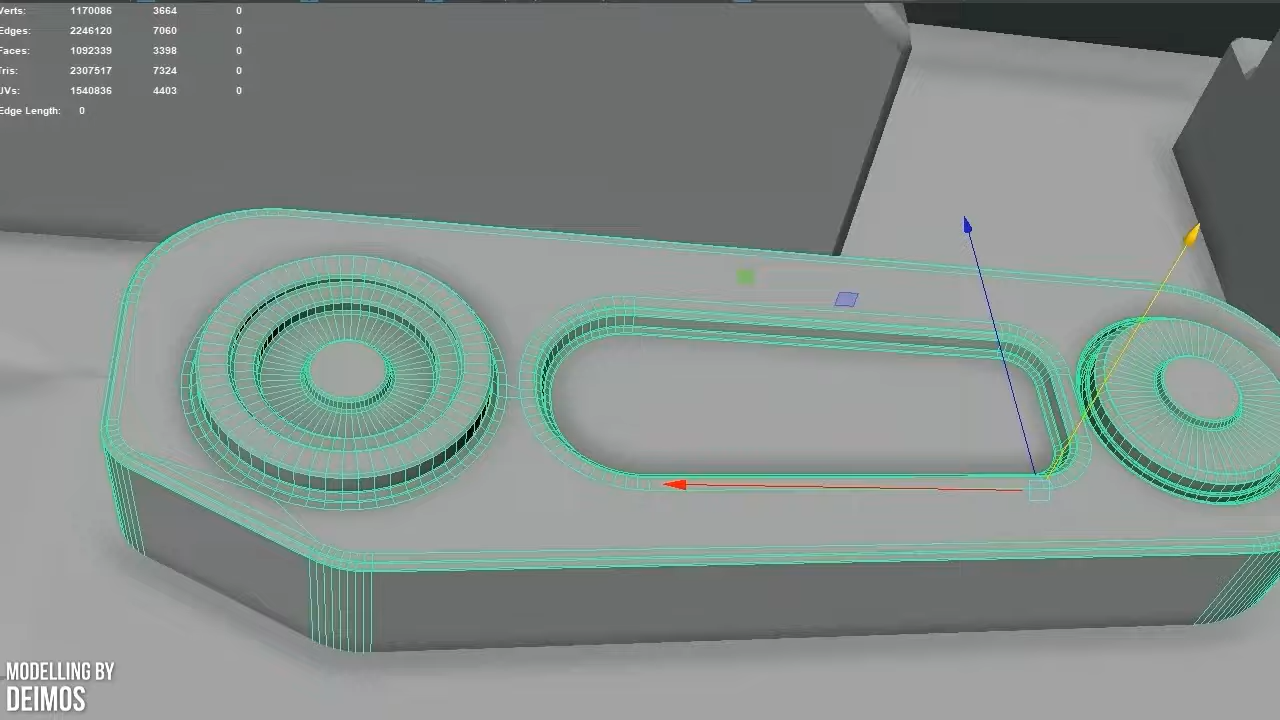 Verts: 1170086 3664 0
Edges: 2246120 7060 0
Faces: 1092339 3398 0
Tris: 2307517 7324 0
UVs: 1540836 4403 0
Edge Length: 0
MODELLING BY
DEIMOS